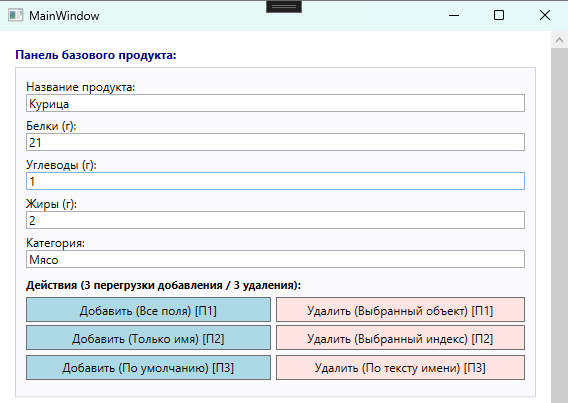 MainWindow
Панель базового продукта:
Название продукта:
Курица
Белки (г):
21
Углеводы (г):
1
Жиры (г):
2
Категория:
Мясо
Действия (3 перегрузки добавления / 3 удаления):
Добавить (Все поля) [П1] Удалить (Выбранный объект) [П1]
Добавить (Только имя) [П2] Удалить (Выбранный индекс) [П2]
Добавить (По умолчанию) [П3] Удалить (По тексту имени) [П3]